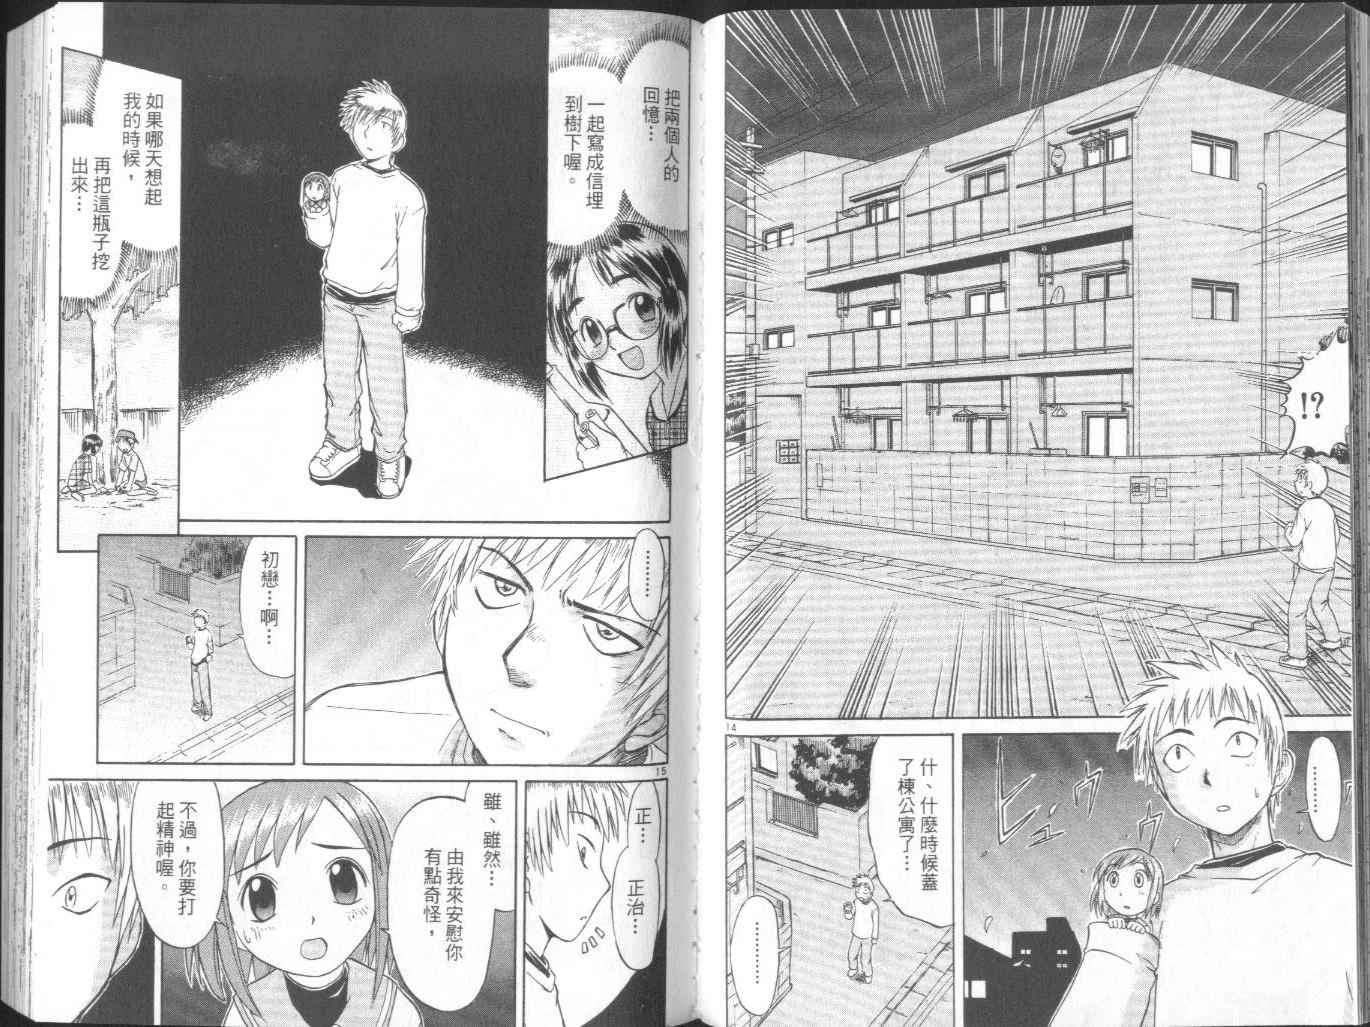 !?
…………
ヒュウウ
什、什麼時候蓋
了棟公寓了…
…………
14
把兩個人的
回憶…
一起寫成信埋
到樹下喔。
如果哪天想起
我的時候，
再把這瓶子挖
出來…
…………
初戀…啊…
15
正…
正治…
雖、雖然…
由我來安慰你
有點奇怪，
不過，你要打
起精神喔。